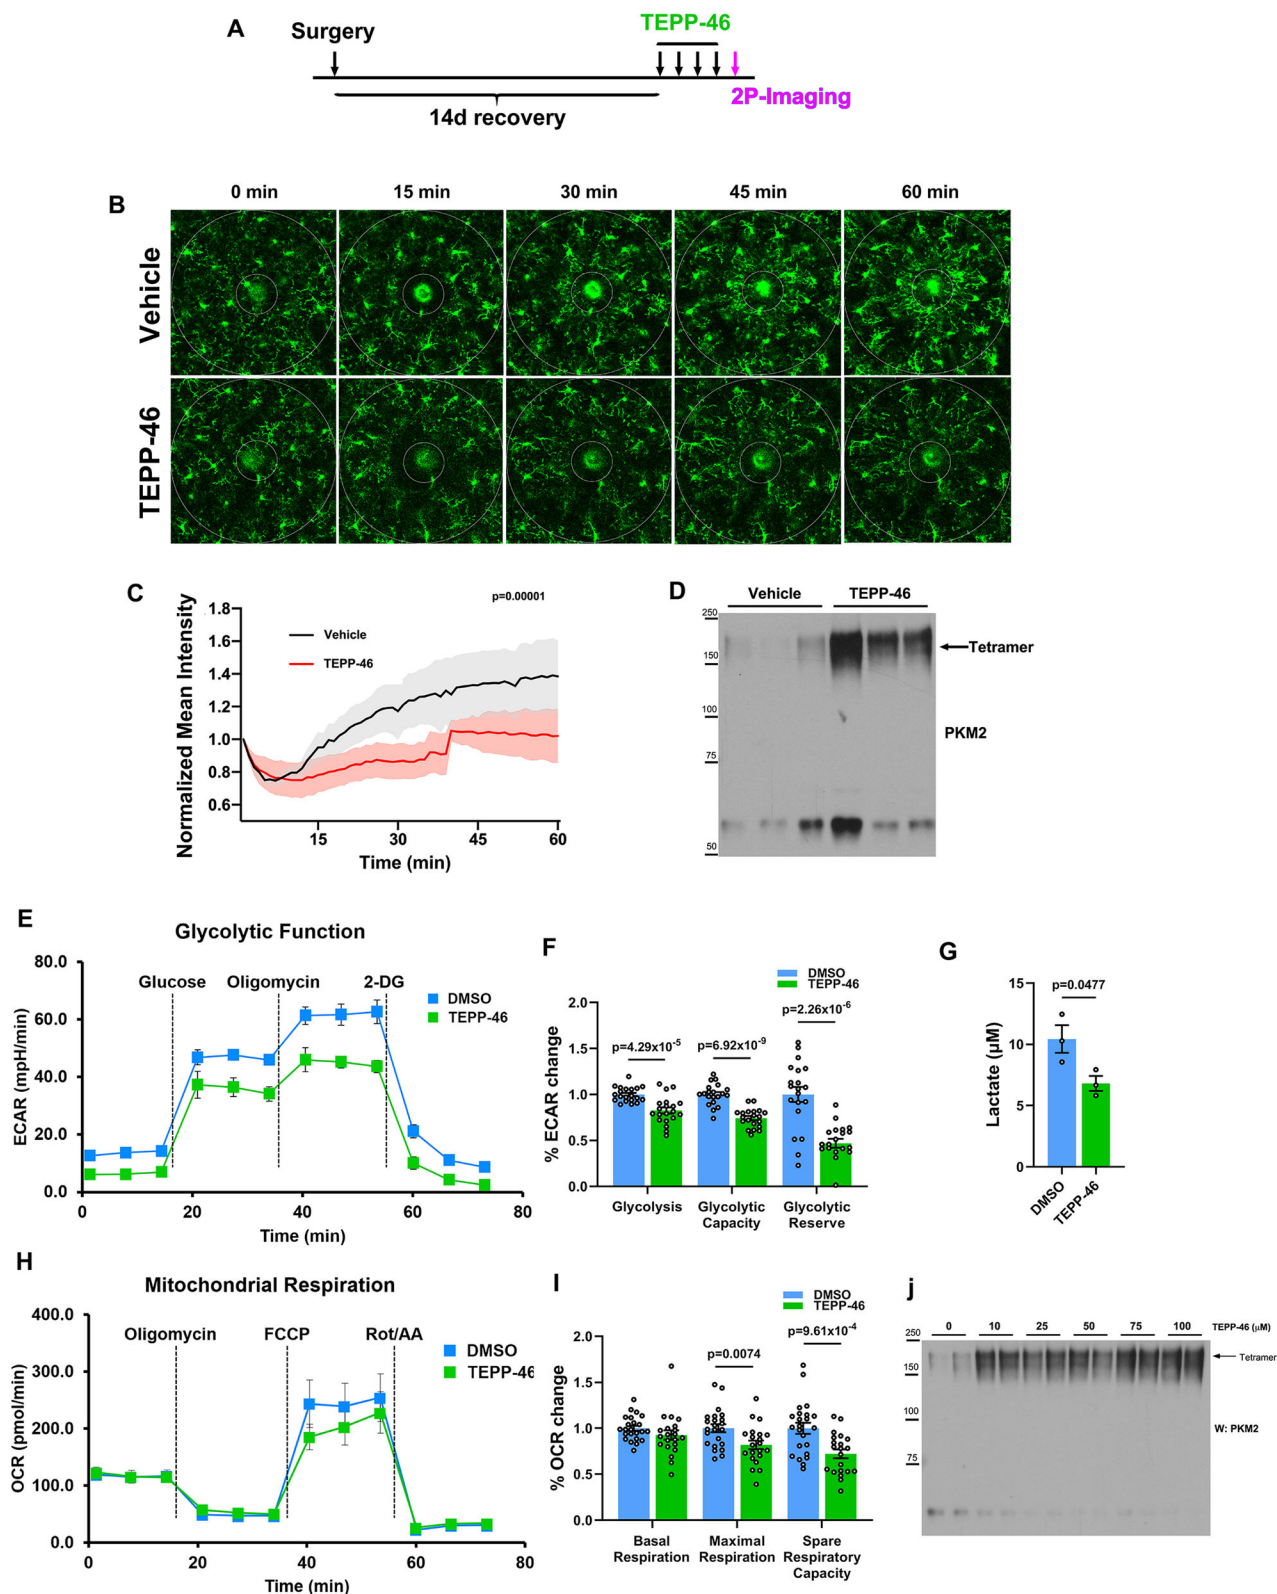 A
Surgery
TEPP-46
2P-Imaging
14d recovery
B
0 min
15 min
30 min
45 min
60 min
Vehicle
TEPP-46
C
p=0.00001
Normalized Mean Intensity
1.8
1.6
1.4
1.2
1.0
0.8
0.6
Vehicle
TEPP-46
15
30
45
60
Time (min)
D
Vehicle
TEPP-46
250
150
100
75
50
Tetramer
PKM2
E
Glycolytic Function
ECAR (mpH/min)
80.0
60.0
40.0
20.0
0.0
Glucose
Oligomycin
2-DG
DMSO
TEPP-46
0
20
40
60
80
Time (min)
F
DMSO
TEPP-46
% ECAR change
2.0
1.5
1.0
0.5
0.0
p=4.29x10-5
p=6.92x10-9
p=2.26x10-6
Glycolysis
Glycolytic
Capacity
Glycolytic
Reserve
G
p=0.0477
Lactate (µM)
15
10
5
0
DMSO
TEPP-46
H
Mitochondrial Respiration
OCR (pmol/min)
400.0
300.0
200.0
100.0
0.0
Oligomycin
FCCP
Rot/AA
DMSO
TEPP-46
0
20
40
60
80
Time (min)
I
DMSO
TEPP-46
% OCR change
2.0
1.5
1.0
0.5
0.0
p=0.0074
p=9.61x10-4
Basal
Respiration
Maximal
Respiration
Spare
Respiratory
Capacity
j
0
10
25
50
75
100
TEPP-46 (µM)
250
150
100
75
Tetramer
W: PKM2